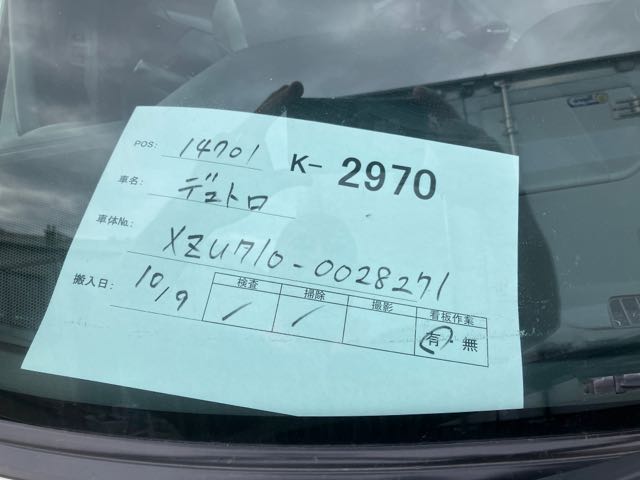 POS: 14701 K-2970
車名: デュトロ
車体No: XZU710-0028271
搬入日: 10/9 検査 掃除 撮影 看板作業
/ / 有・無